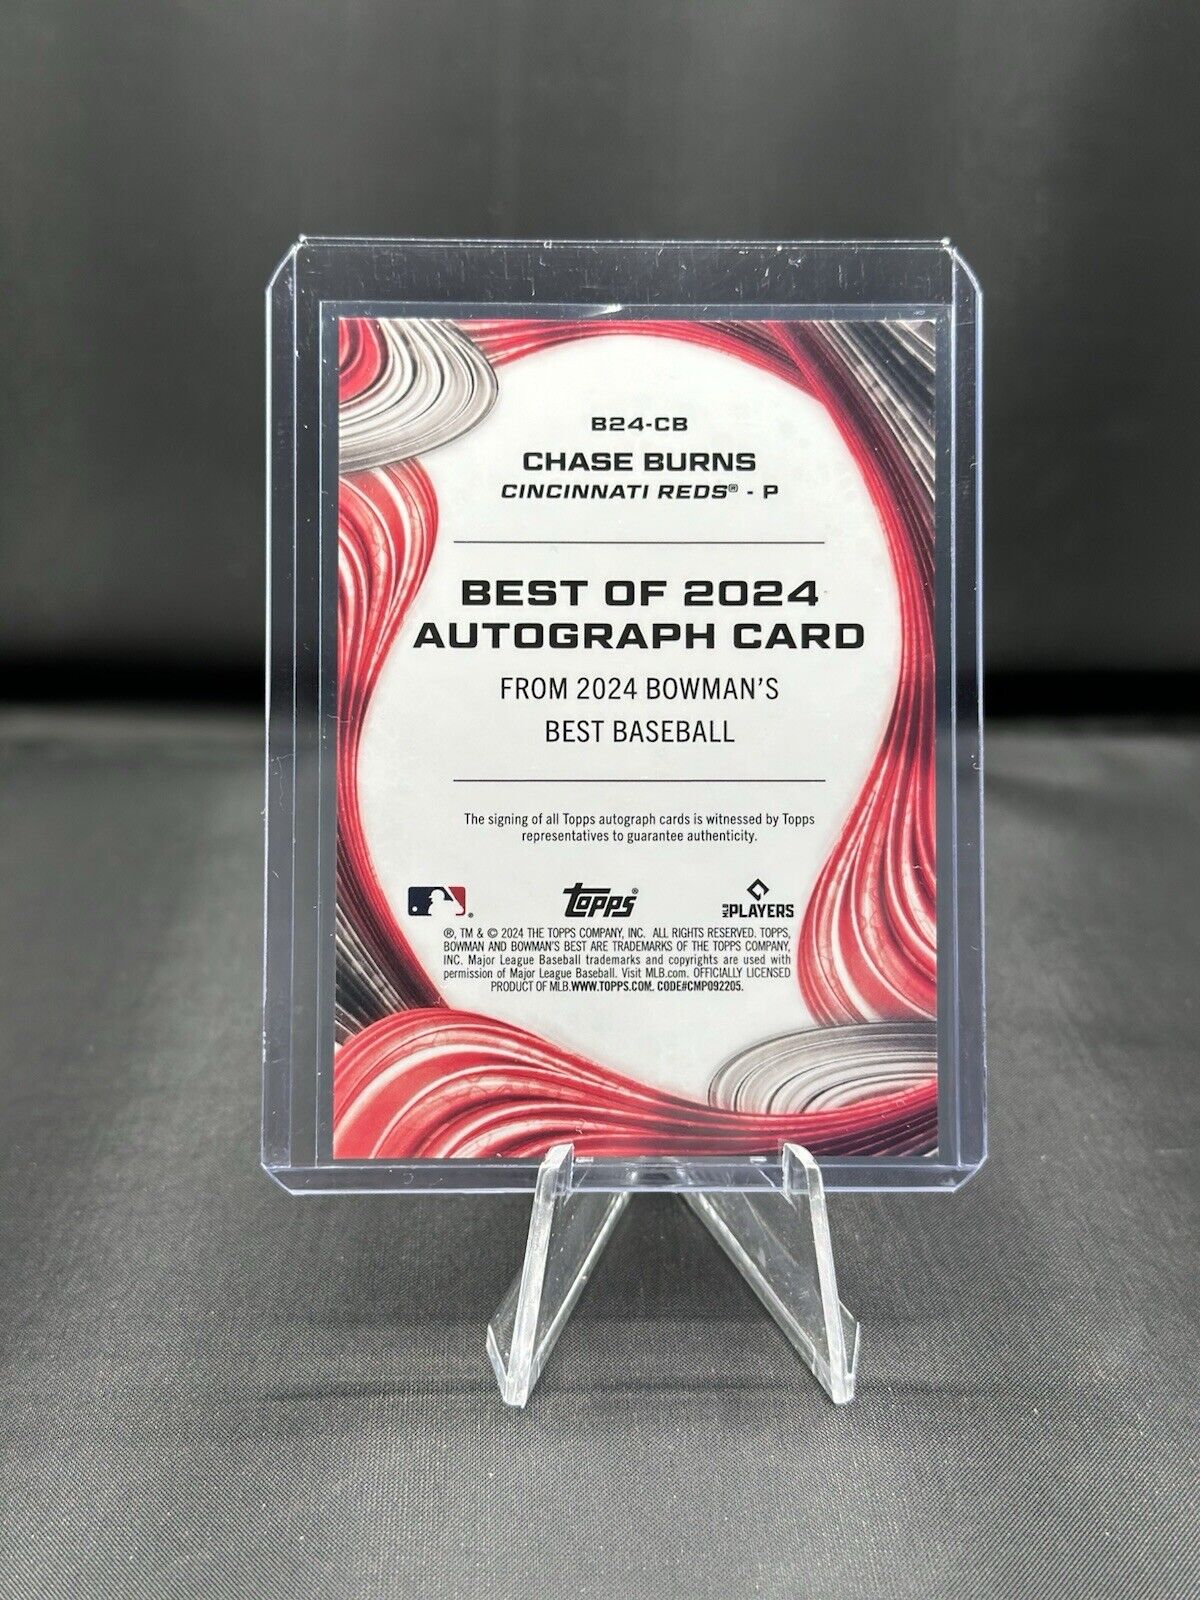 B24-CB
CHASE BURNS
CINCINNATI REDS® - P
BEST OF 2024
AUTOGRAPH CARD
FROM 2024 BOWMAN'S
BEST BASEBALL
The signing of all Topps autograph cards is witnessed by Topps
representatives to guarantee authenticity.
® topps® MLB PLAYERS
®, TM & © 2024 THE TOPPS COMPANY, INC. ALL RIGHTS RESERVED. TOPPS,
BOWMAN AND BOWMAN'S BEST ARE TRADEMARKS OF THE TOPPS COMPANY,
INC. Major League Baseball trademarks and copyrights are used with
permission of Major League Baseball. Visit MLB.com. OFFICIALLY LICENSED
PRODUCT OF MLB.WWW.TOPPS.COM. CODE#CMP092205.